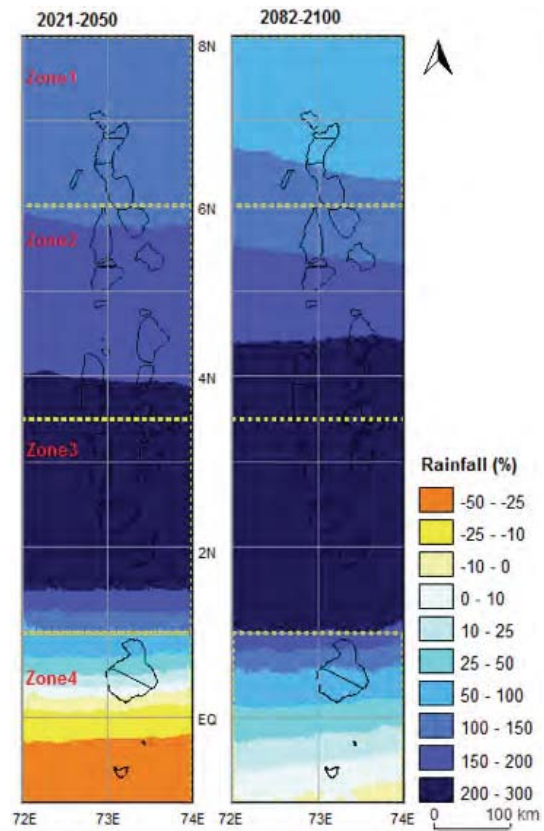 2021-2050
2082-2100
Zone1
Zone2
Zone3
Zone4
8N
6N
4N
2N
EQ
72E
73E
74E
72E
73E
74E
Rainfall (%)
-50 - -25
-25 - -10
-10 - 0
0 - 10
10 - 25
25 - 50
50 - 100
100 - 150
150 - 200
200 - 300
0
100 km